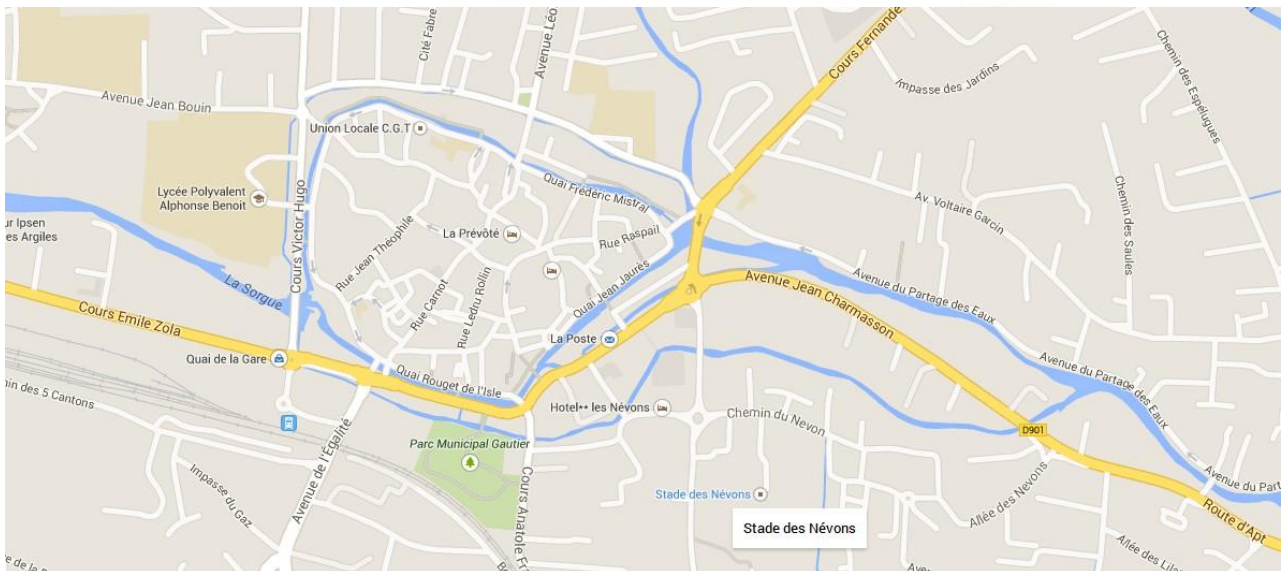 Cité Fabre
Avenue Léo
Cours Fernande
Impasse des Jardins
Chemin des Espélugues
Avenue Jean Bouin
Union Locale C.G.T
Lycée Polyvalent
Alphonse Benoit
Cours Victor Hugo
Quai Frédéric Mistral
Av. Voltaire Garcin
Chemin des Saules
ur Ipsen
es Argiles
La Prévôté
Rue Raspail
Rue Jean Théophile
Quai Jean Jaurès
La Sorgue
Rue Carnot
Rue Ledru Rollin
Avenue Jean Charmasson
Avenue du Partage des Eaux
Cours Emile Zola
La Poste
Quai de la Gare
Quai Rouget de l'Isle
Avenue du Partage des Eaux
in des 5 Cantons
Hotel** les Névons
Chemin du Nevon
D901
Parc Municipal Gautier
Avenue de l'Égalité
Impasse du Gaz
Cours Anatole Fr
Stade des Névons
Allée des Nevons
Avenue du Part
Route d'Apt
Stade des Névons
Allée des Lilas